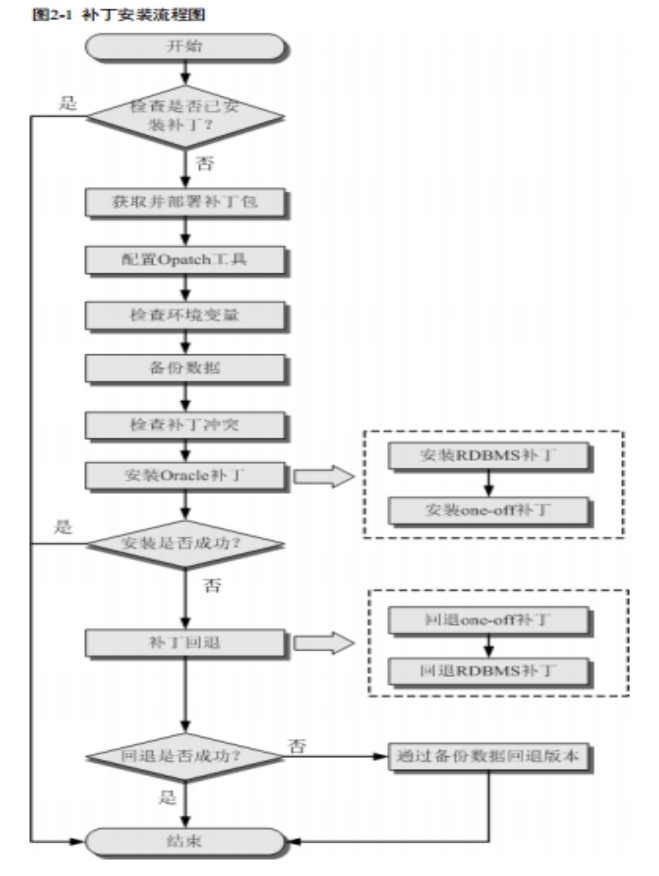 图2-1 补丁安装流程图
开始
检查是否已安
装补丁？
是
否
获取并部署补丁包
配置Opatch工具
检查环境变量
备份数据
检查补丁冲突
安装Oracle补丁
安装RDBMS补丁
安装one-off补丁
安装是否成功？
是
否
补丁回退
回退one-off补丁
回退RDBMS补丁
回退是否成功？
否
通过备份数据回退版本
是
结束